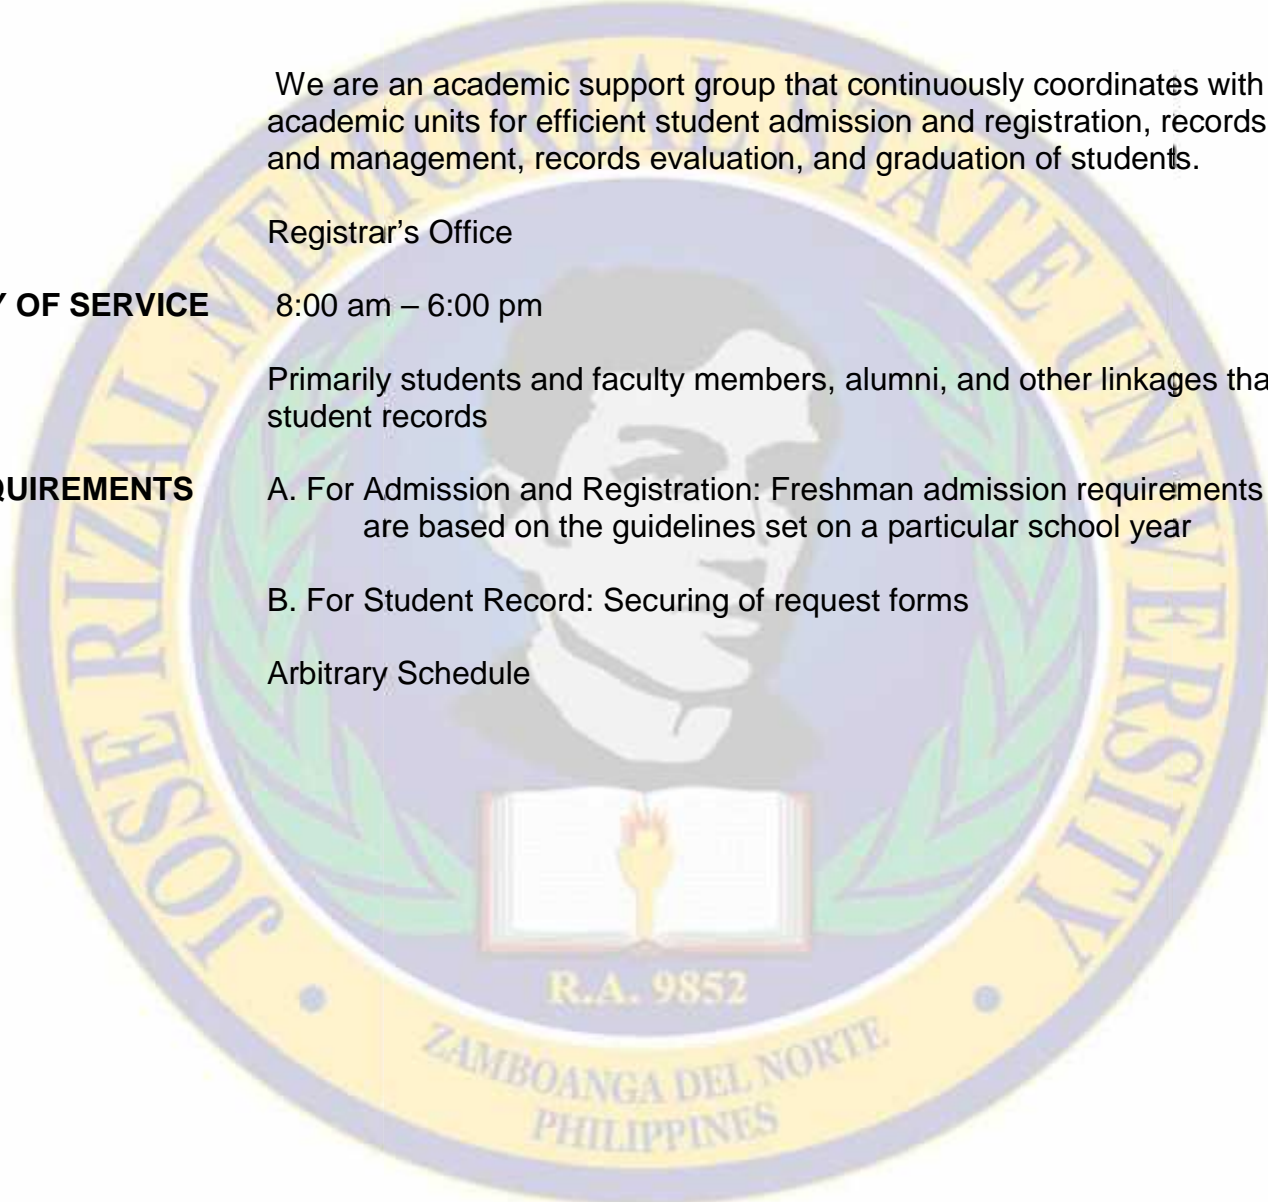 We are an academic support group that continuously coordinates with
academic units for efficient student admission and registration, records
and management, records evaluation, and graduation of students.
Registrar's Office
Y OF SERVICE 8:00 am – 6:00 pm
Primarily students and faculty members, alumni, and other linkages tha
student records
QUIREMENTS A. For Admission and Registration: Freshman admission requirements
are based on the guidelines set on a particular school year
B. For Student Record: Securing of request forms
Arbitrary Schedule
JOSE RIZAL MEMORIAL STATE UNIVERSITY
R.A. 9852
ZAMBOANGA DEL NORTE
PHILIPPINES